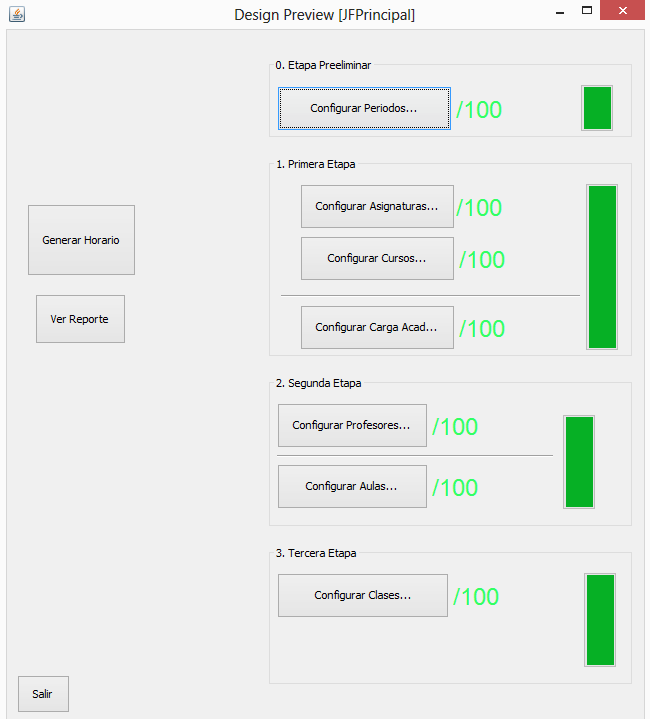 Design Preview [JFPrincipal]
0. Etapa Preeliminar
Configurar Periodos... /100
1. Primera Etapa
Configurar Asignaturas... /100
Generar Horario
Configurar Cursos... /100
Ver Reporte
Configurar Carga Acad... /100
2. Segunda Etapa
Configurar Profesores... /100
Configurar Aulas... /100
3. Tercera Etapa
Configurar Clases... /100
Salir